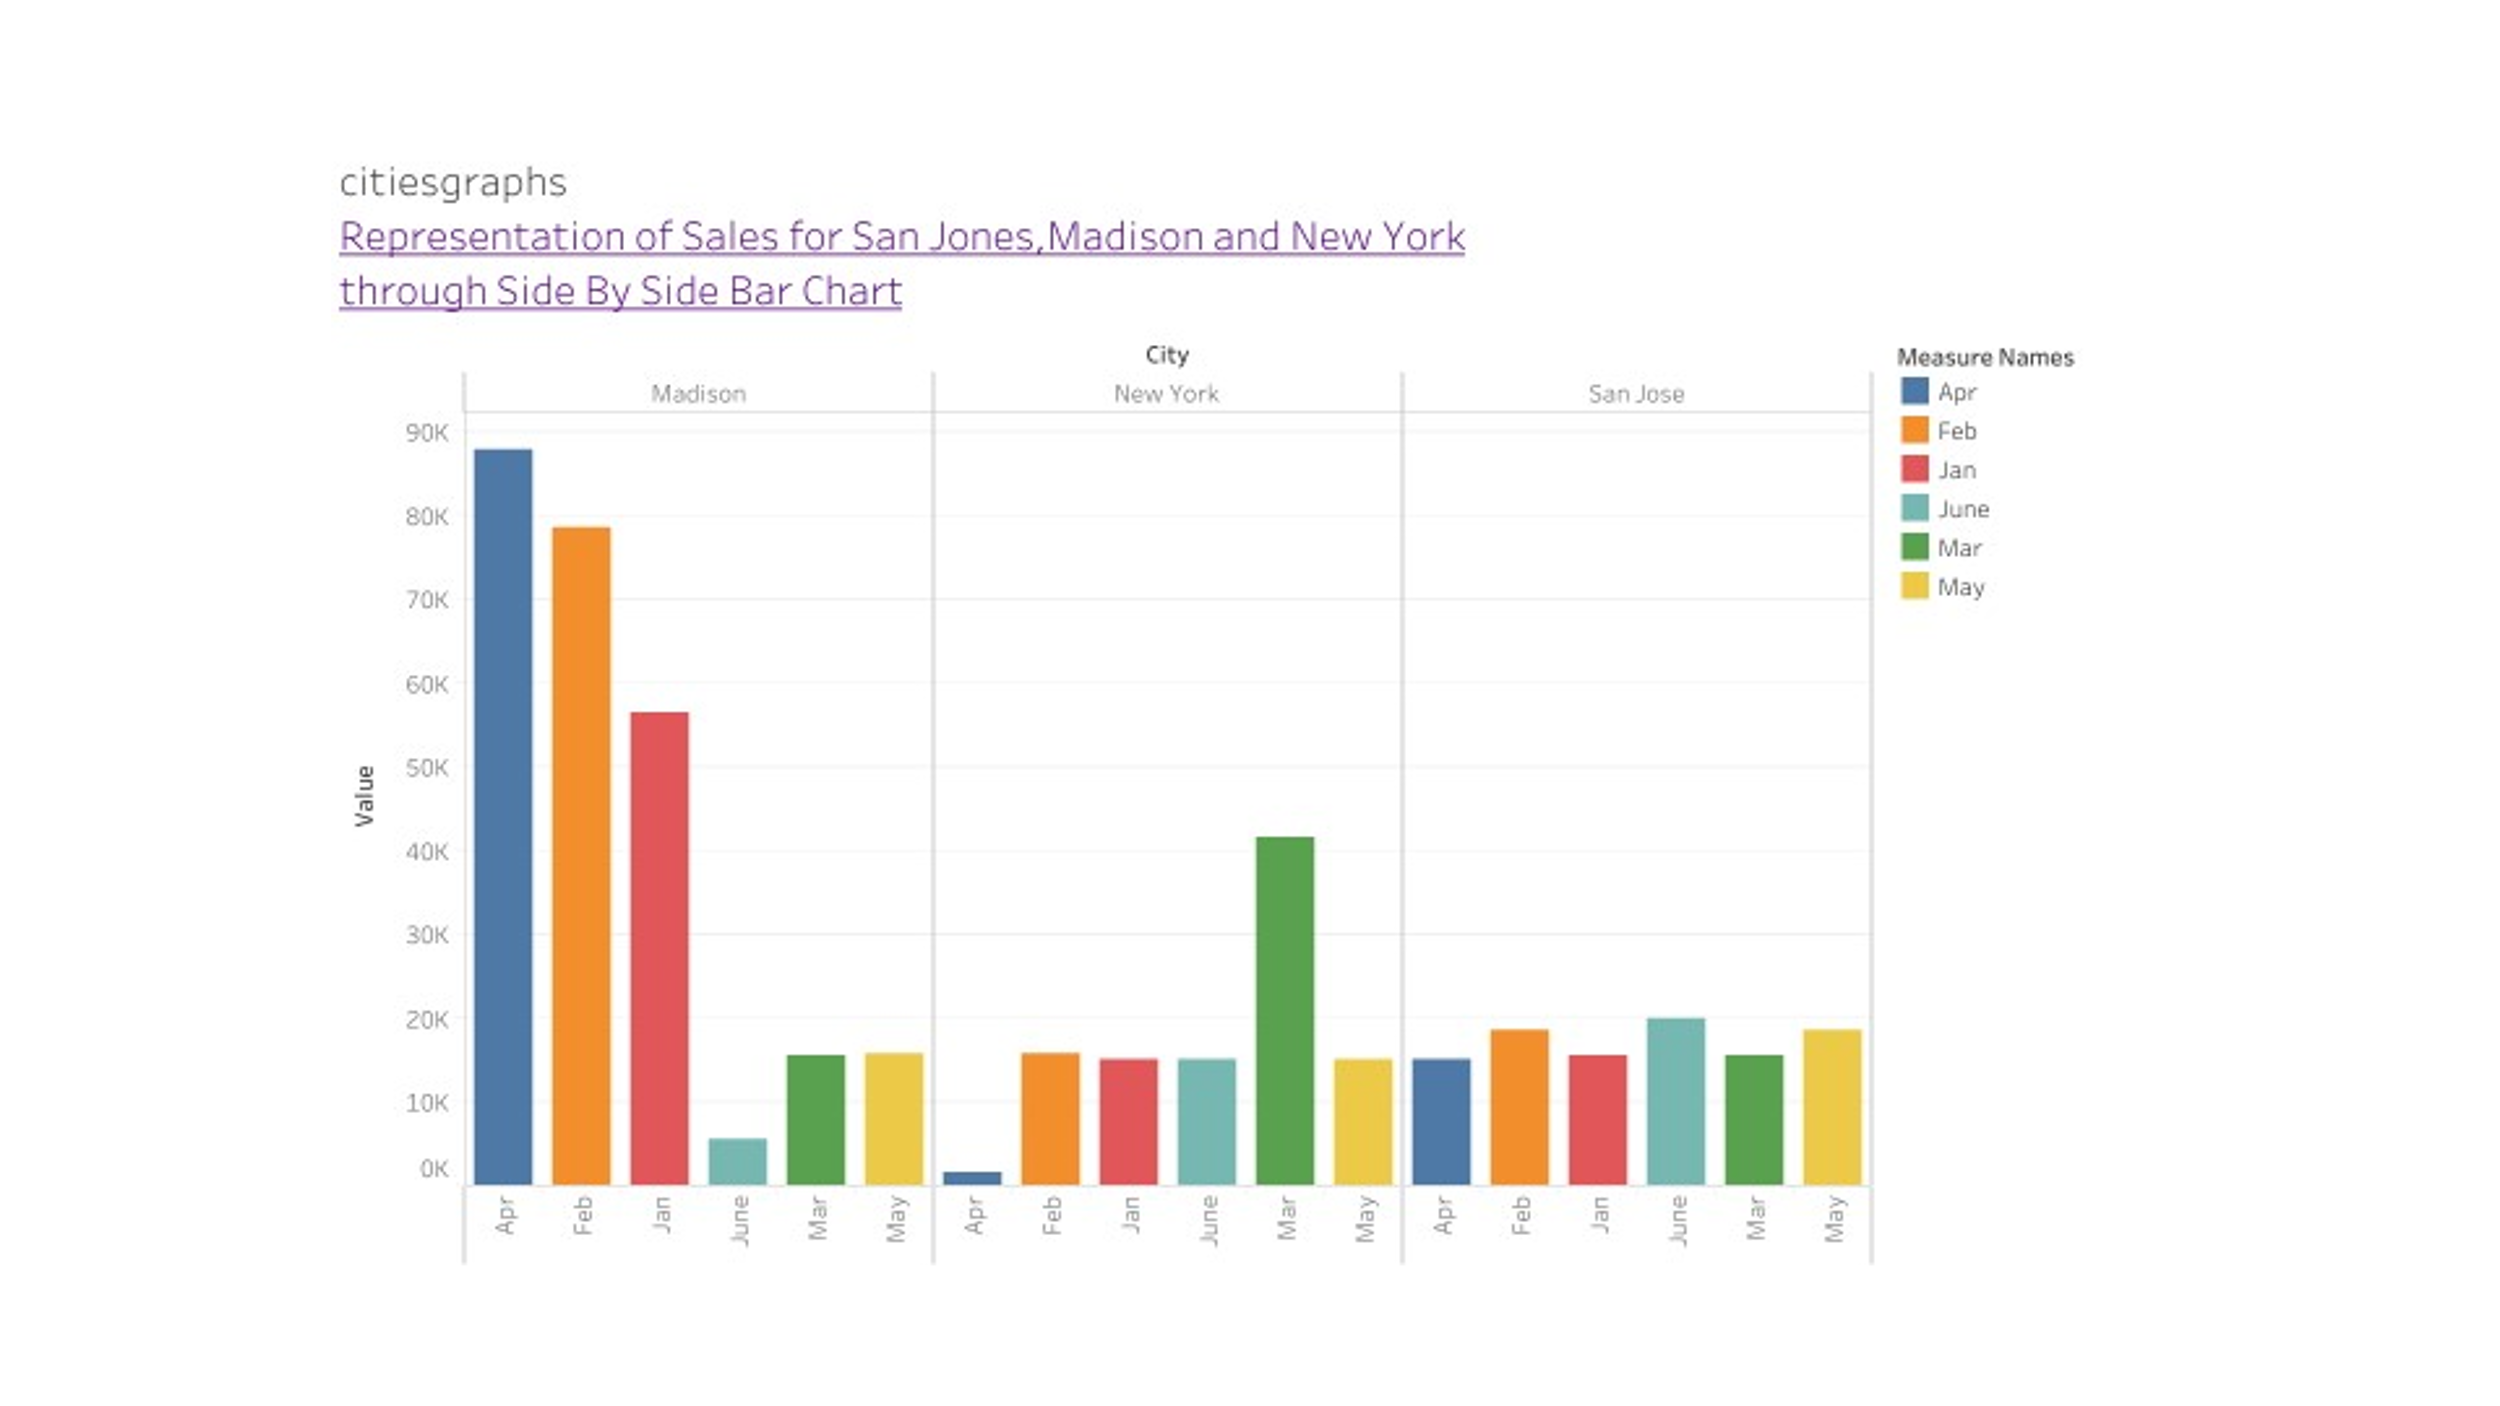 citiesgraphs
Representation of Sales for San Jones,Madison and New York
through Side By Side Bar Chart
City
Madison New York San Jose
Measure Names
Apr
Feb
Jan
June
Mar
May
Value
90K
80K
70K
60K
50K
40K
30K
20K
10K
0K
Apr Feb Jan June Mar May Apr Feb Jan June Mar May Apr Feb Jan June Mar May